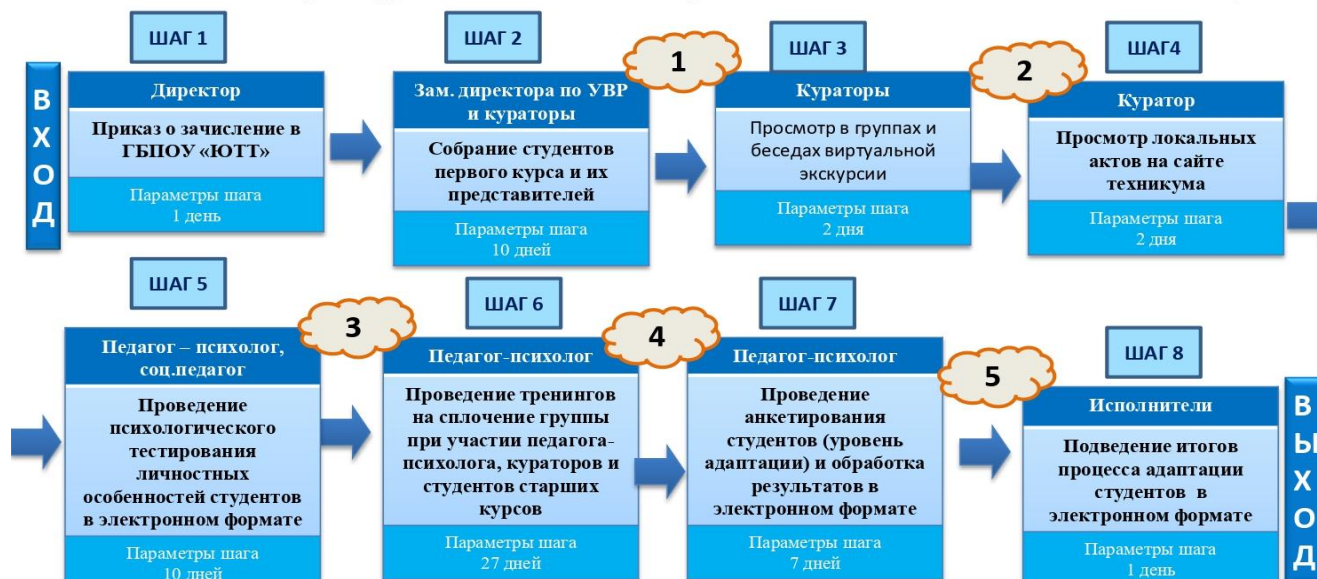 ВХОД
ШАГ 1
Директор
Приказ о зачисление в
ГБПОУ «ЮТТ»
Параметры шага
1 день
ШАГ 2
Зам. директора по УВР
и кураторы
Собрание студентов
первого курса и их
представителей
Параметры шага
10 дней
1
ШАГ 3
Кураторы
Просмотр в группах и
беседах виртуальной
экскурсии
Параметры шага
2 дня
2
ШАГ4
Куратор
Просмотр локальных
актов на сайте
техникума
Параметры шага
2 дня
ШАГ 5
Педагог – психолог,
соц.педагог
Проведение
психологического
тестирования
личностных
особенностей студентов
в электронном формате
Параметры шага
10 дней
3
ШАГ 6
Педагог-психолог
Проведение тренингов
на сплочение группы
при участии педагога-
психолога, кураторов и
студентов старших
курсов
Параметры шага
27 дней
4
ШАГ 7
Педагог-психолог
Проведение
анкетирования
студентов (уровень
адаптации) и обработка
результатов в
электронном формате
Параметры шага
7 дней
5
ШАГ 8
Исполнители
Подведение итогов
процесса адаптации
студентов в
электронном формате
Параметры шага
1 день
ВЫХОД